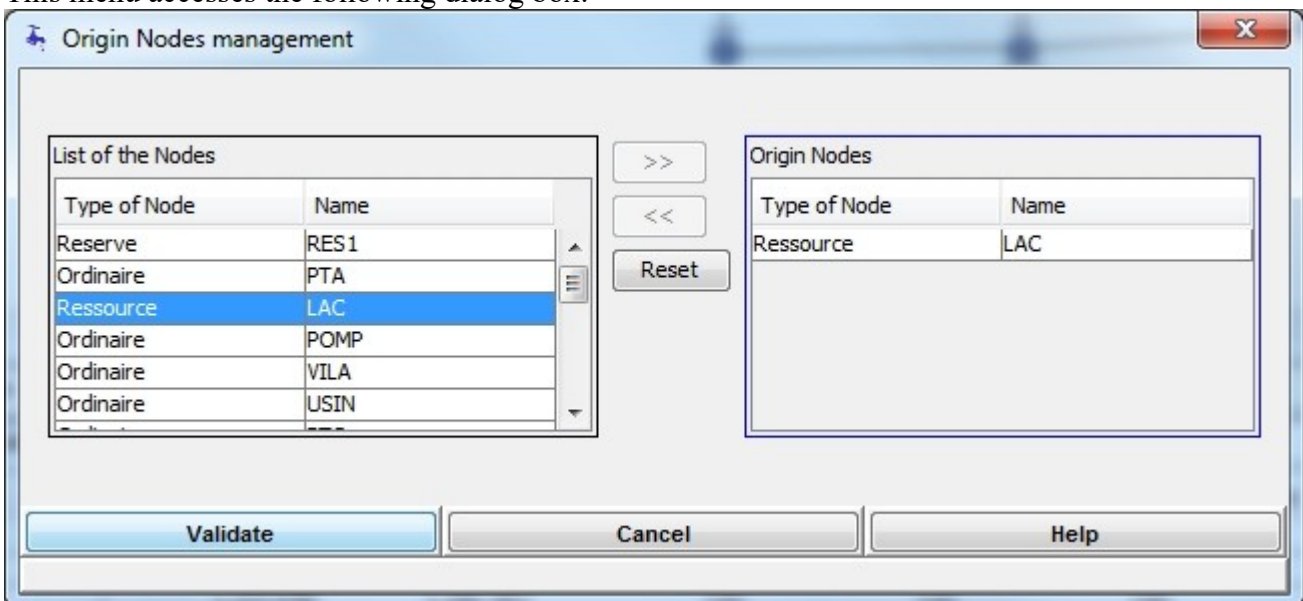 This menu accesses the following dialog box:
Origin Nodes management
List of the Nodes
Type of Node Name
Reserve RES1
Ordinaire PTA
Ressource LAC
Ordinaire POMP
Ordinaire VILA
Ordinaire USIN
>>
<<
Reset
Origin Nodes
Type of Node Name
Ressource LAC
Validate Cancel Help